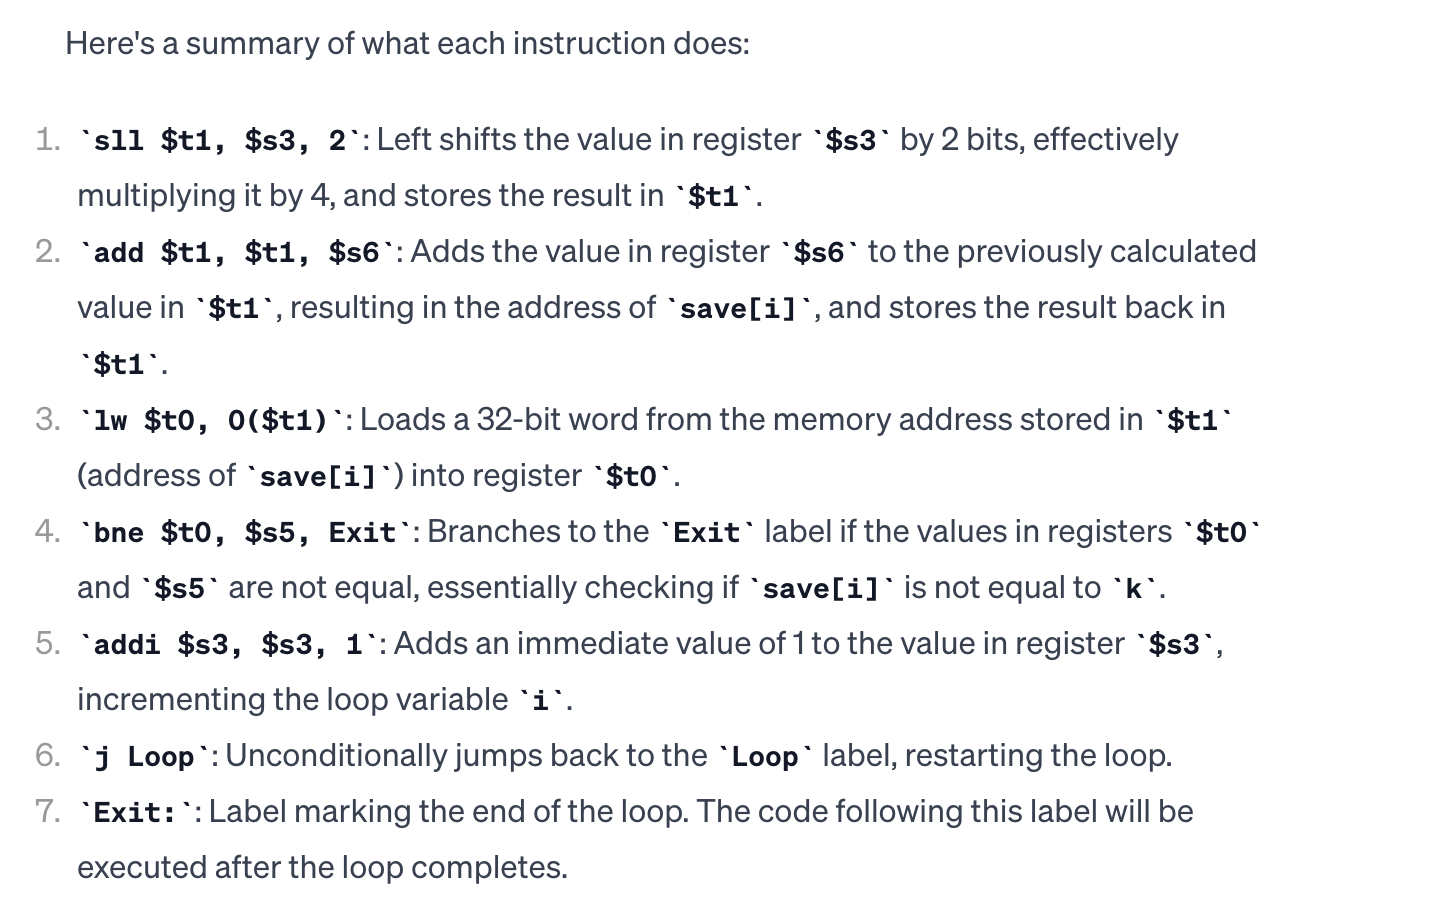 Here's a summary of what each instruction does:
1. `sll $t1, $s3, 2`: Left shifts the value in register `$s3` by 2 bits, effectively
multiplying it by 4, and stores the result in `$t1`.
2. `add $t1, $t1, $s6`: Adds the value in register `$s6` to the previously calculated
value in `$t1`, resulting in the address of `save[i]`, and stores the result back in
`$t1`.
3. `lw $t0, 0($t1)`: Loads a 32-bit word from the memory address stored in `$t1`
(address of `save[i]`) into register `$t0`.
4. `bne $t0, $s5, Exit`: Branches to the `Exit` label if the values in registers `$t0`
and `$s5` are not equal, essentially checking if `save[i]` is not equal to `k`.
5. `addi $s3, $s3, 1`: Adds an immediate value of 1 to the value in register `$s3`,
incrementing the loop variable `i`.
6. `j Loop`: Unconditionally jumps back to the `Loop` label, restarting the loop.
7. `Exit:`: Label marking the end of the loop. The code following this label will be
executed after the loop completes.